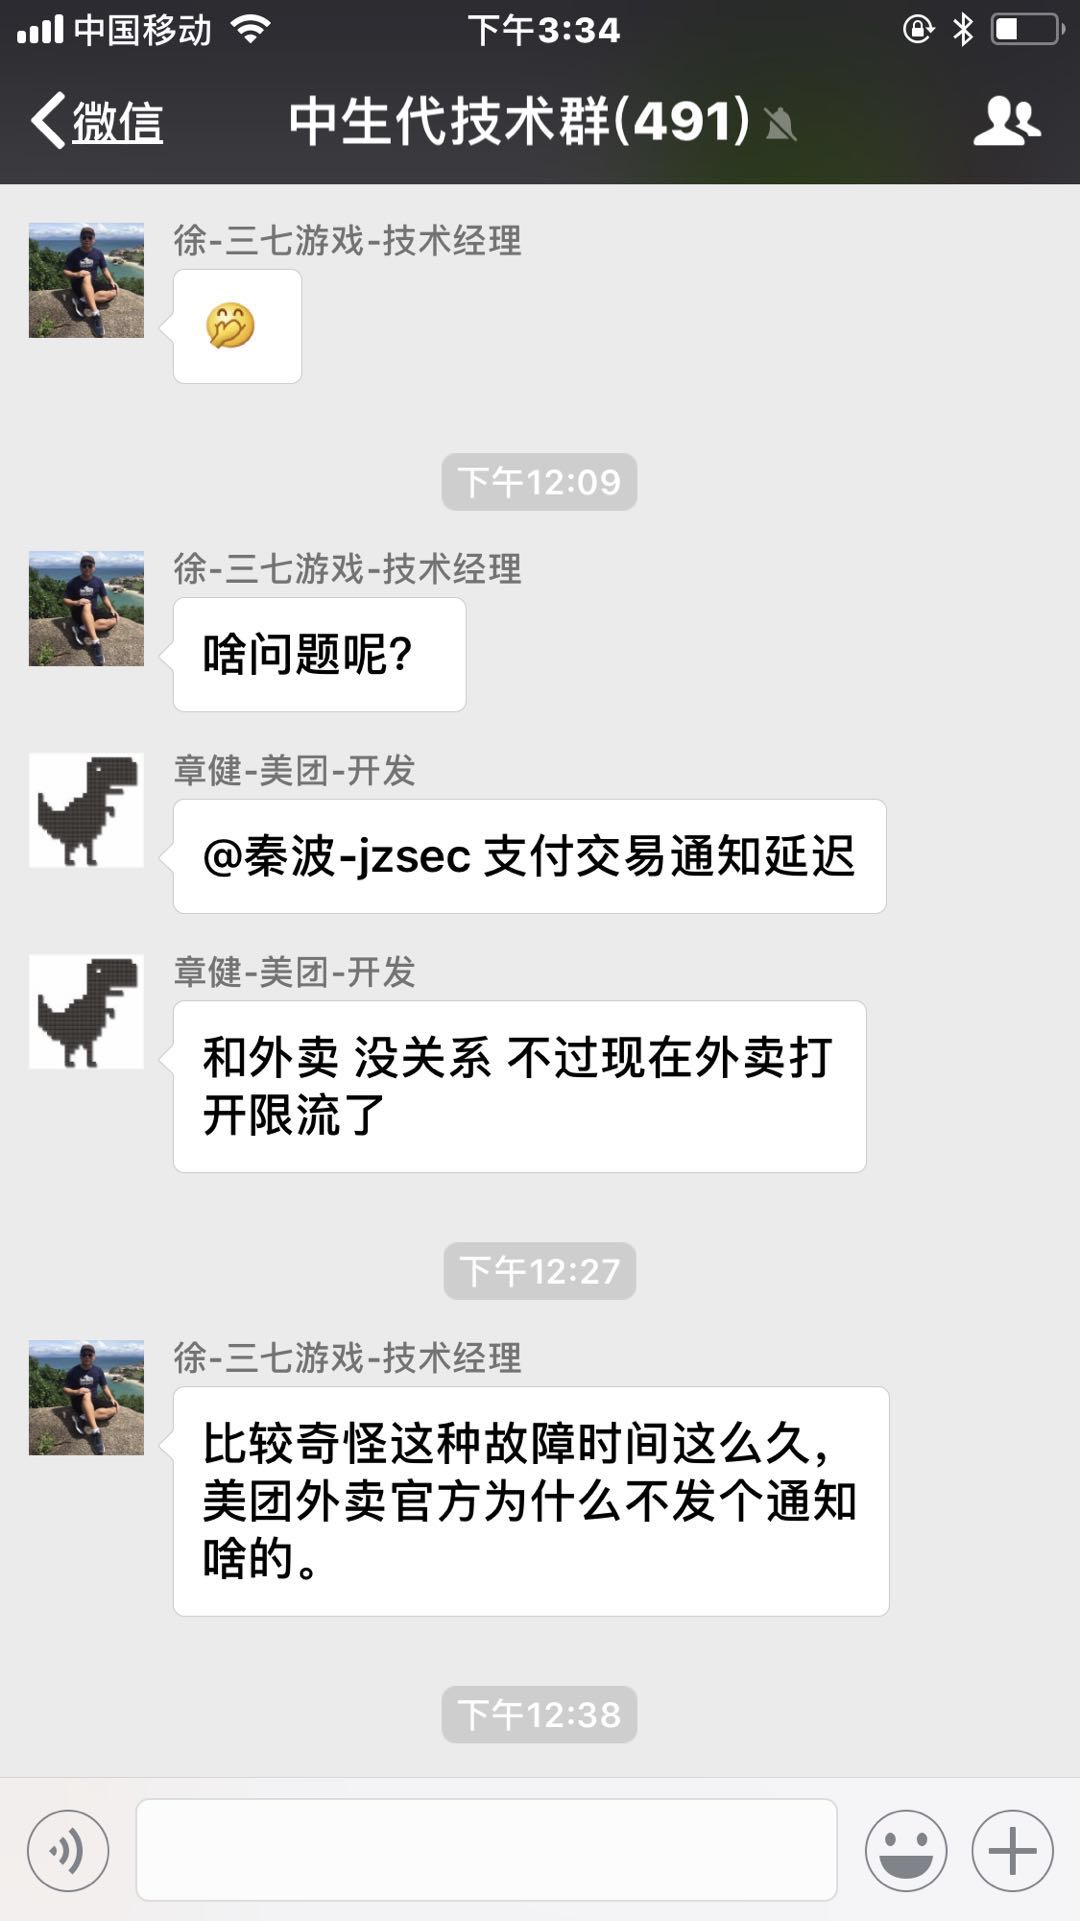 中国移动
下午3:34
微信
中生代技术群(491)
徐-三七游戏-技术经理
下午12:09
徐-三七游戏-技术经理
啥问题呢?
章健-美团-开发
@秦波-jzsec 支付交易通知延迟
章健-美团-开发
和外卖 没关系 不过现在外卖打
开限流了
下午12:27
徐-三七游戏-技术经理
比较奇怪这种故障时间这么久，
美团外卖官方为什么不发个通知
啥的。
下午12:38